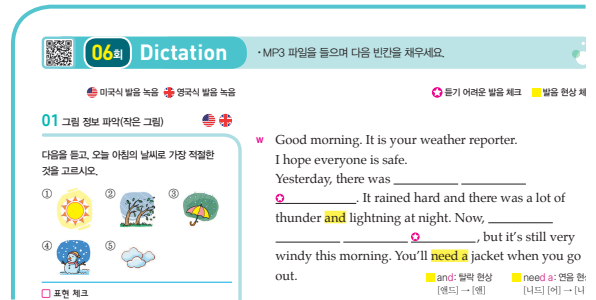 06회 Dictation
・MP3 파일을 들으며 다음 빈칸을 채우세요.
미국식 발음 녹음 영국식 발음 녹음
듣기 어려운 발음 체크 발음 현상
01 그림 정보 파악(작은 그림)
다음을 듣고, 오늘 아침의 날씨로 가장 적절한
것을 고르시오.
① ② ③
④ ⑤
표현 체크
W Good morning. It is your weather reporter.
I hope everyone is safe.
Yesterday, there was ________ ________
________. It rained hard and there was a lot of
thunder and lightning at night. Now, ________
________ ________ ________, but it's still very
windy this morning. You'll need a jacket when you go
out.
and: 탈락 현상 need a: 연음
[앤드] → [앤] [니드] [어] →